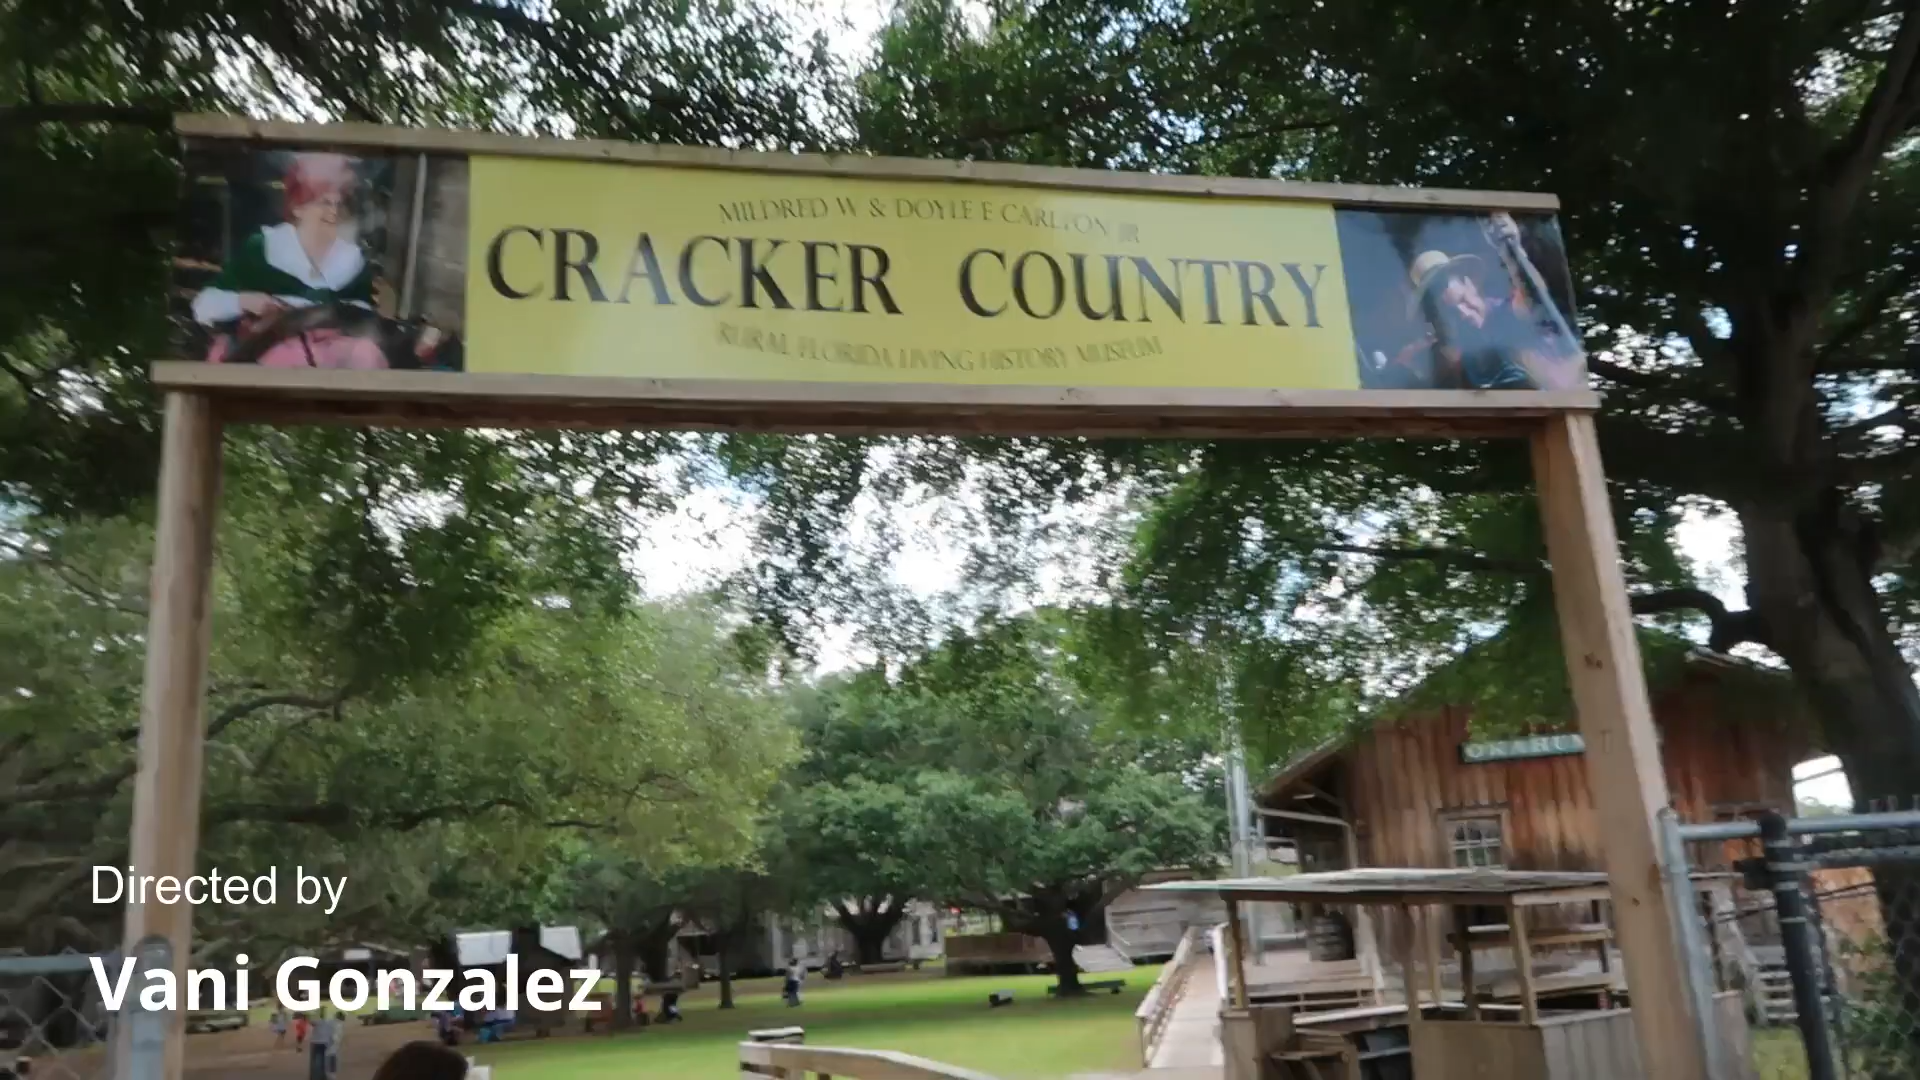 MILDRED W & DOYLE E CARLTON JR
CRACKER COUNTRY
RURAL FLORIDA LIVING HISTORY MUSEUM
Directed by
Vani Gonzalez